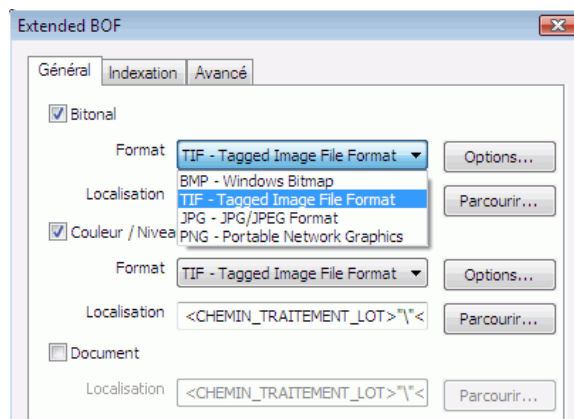 Extended BOF
Général Indexation Avancé
Bitonal
Format TIF - Tagged Image File Format Options...
BMP - Windows Bitmap
Localisation TIF - Tagged Image File Format Parcourir...
JPG - JPG/JPEG Format
Couleur / Nivea PNG - Portable Network Graphics
Format TIF - Tagged Image File Format Options...
Localisation <CHEMIN_TRAITEMENT_LOT>"\"< Parcourir...
Document
Localisation <CHEMIN_TRAITEMENT_LOT>"\"< Parcourir...